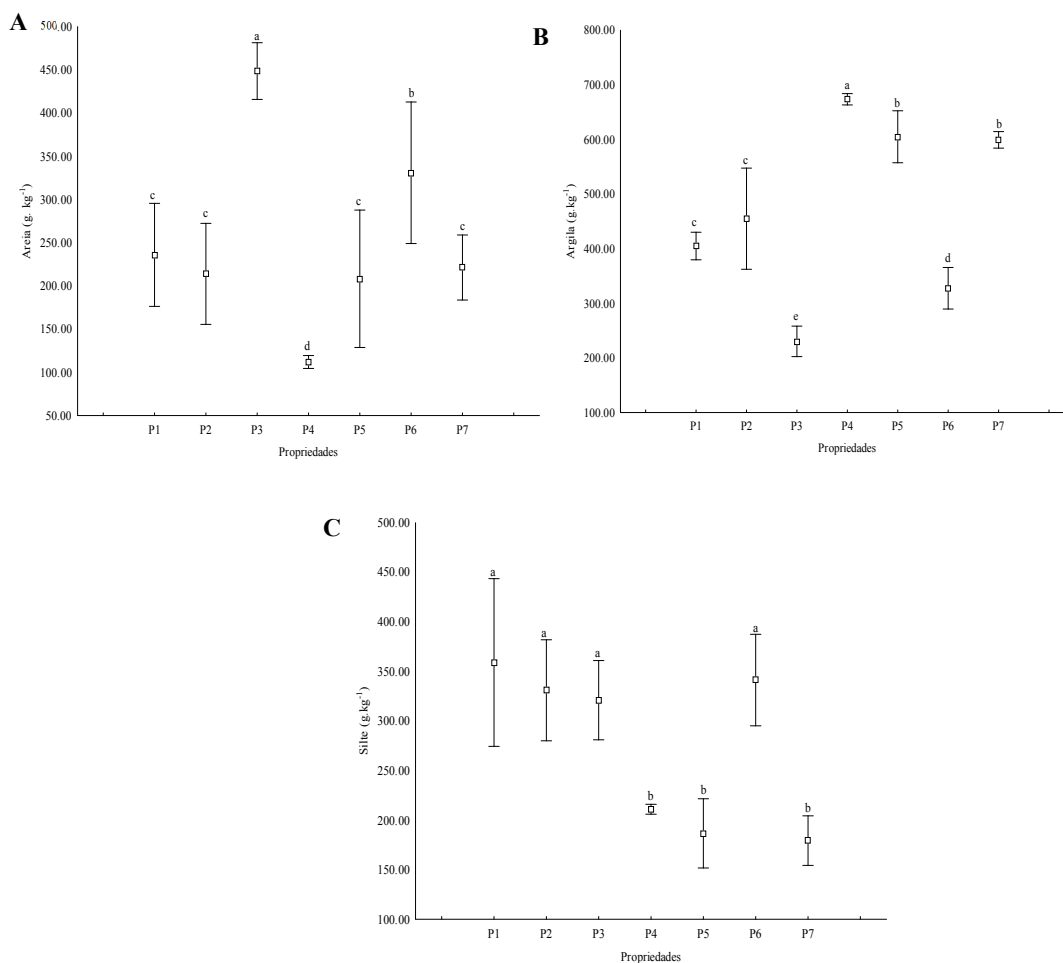 A
500.00
450.00
400.00
350.00
300.00
250.00
200.00
150.00
100.00
50.00
Areia (g. kg-1)
c
c
a
d
c
b
c
P1 P2 P3 P4 P5 P6 P7
Propriedades
B
800.00
700.00
600.00
500.00
400.00
300.00
200.00
100.00
Argila (g.kg-1)
c
c
e
a
b
d
b
P1 P2 P3 P4 P5 P6 P7
Propriedades
C
500.00
450.00
400.00
350.00
300.00
250.00
200.00
150.00
100.00
Silte (g.kg-1)
a
a
a
b
b
a
b
P1 P2 P3 P4 P5 P6 P7
Propriedades